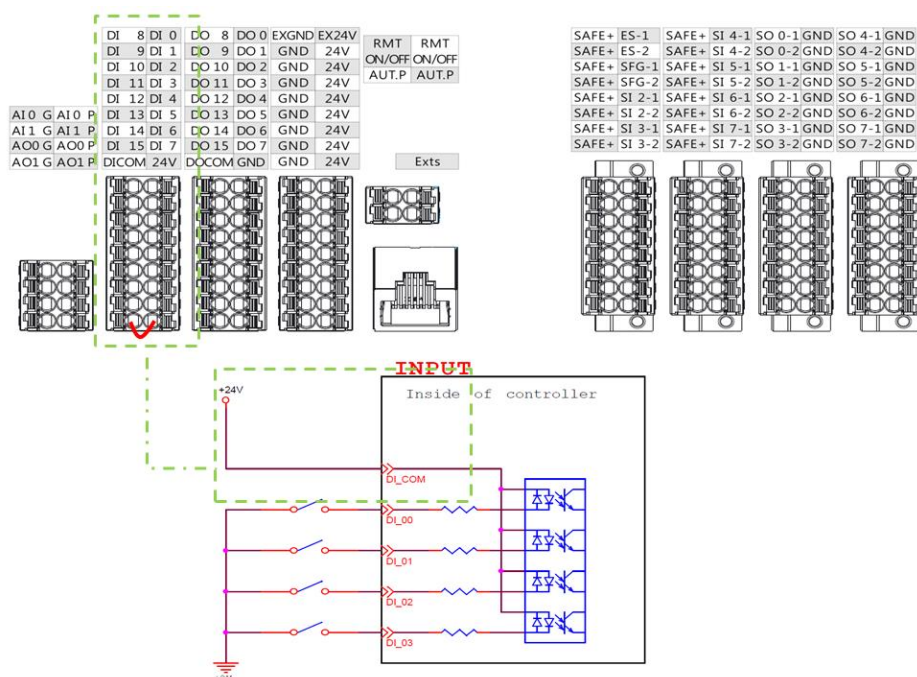 DI 8 DI 0 DO 8 DO 0 EXGND EX24V
DI 9 DI 1 DO 9 DO 1 GND 24V
DI 10 DI 2 DO 10 DO 2 GND 24V
DI 11 DI 3 DO 11 DO 3 GND 24V
DI 12 DI 4 DO 12 DO 4 GND 24V
AI0 G AI0 P DI 13 DI 5 DO 13 DO 5 GND 24V
AI1 G AI1 P DI 14 DI 6 DO 14 DO 6 GND 24V
AO0 G AO0 P DI 15 DI 7 DO 15 DO 7 GND 24V
AO1 G AO1 P DICOM 24V DOCOM GND GND 24V
RMT RMT
ON/OFF ON/OFF
AUT.P AUT.P
Exts
SAFE+ ES-1 SAFE+ SI 4-1 SO 0-1 GND SO 4-1 GND
SAFE+ ES-2 SAFE+ SI 4-2 SO 0-2 GND SO 4-2 GND
SAFE+ SFG-1 SAFE+ SI 5-1 SO 1-1 GND SO 5-1 GND
SAFE+ SFG-2 SAFE+ SI 5-2 SO 1-2 GND SO 5-2 GND
SAFE+ SI 2-1 SAFE+ SI 6-1 SO 2-1 GND SO 6-1 GND
SAFE+ SI 2-2 SAFE+ SI 6-2 SO 2-2 GND SO 6-2 GND
SAFE+ SI 3-1 SAFE+ SI 7-1 SO 3-1 GND SO 7-1 GND
SAFE+ SI 3-2 SAFE+ SI 7-2 SO 3-2 GND SO 7-2 GND
INPUT
Inside of controller
+24V
DI_COM
DI_00
DI_01
DI_02
DI_03